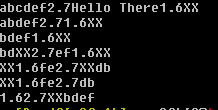 abcdef2.7Hello There1.6XX
abdef2.71.6XX
bdef1.6XX
bdXX2.7ef1.6XX
XX1.6fe2.7XXdb
XX1.6fe2.7db
1.62.7XXbdef